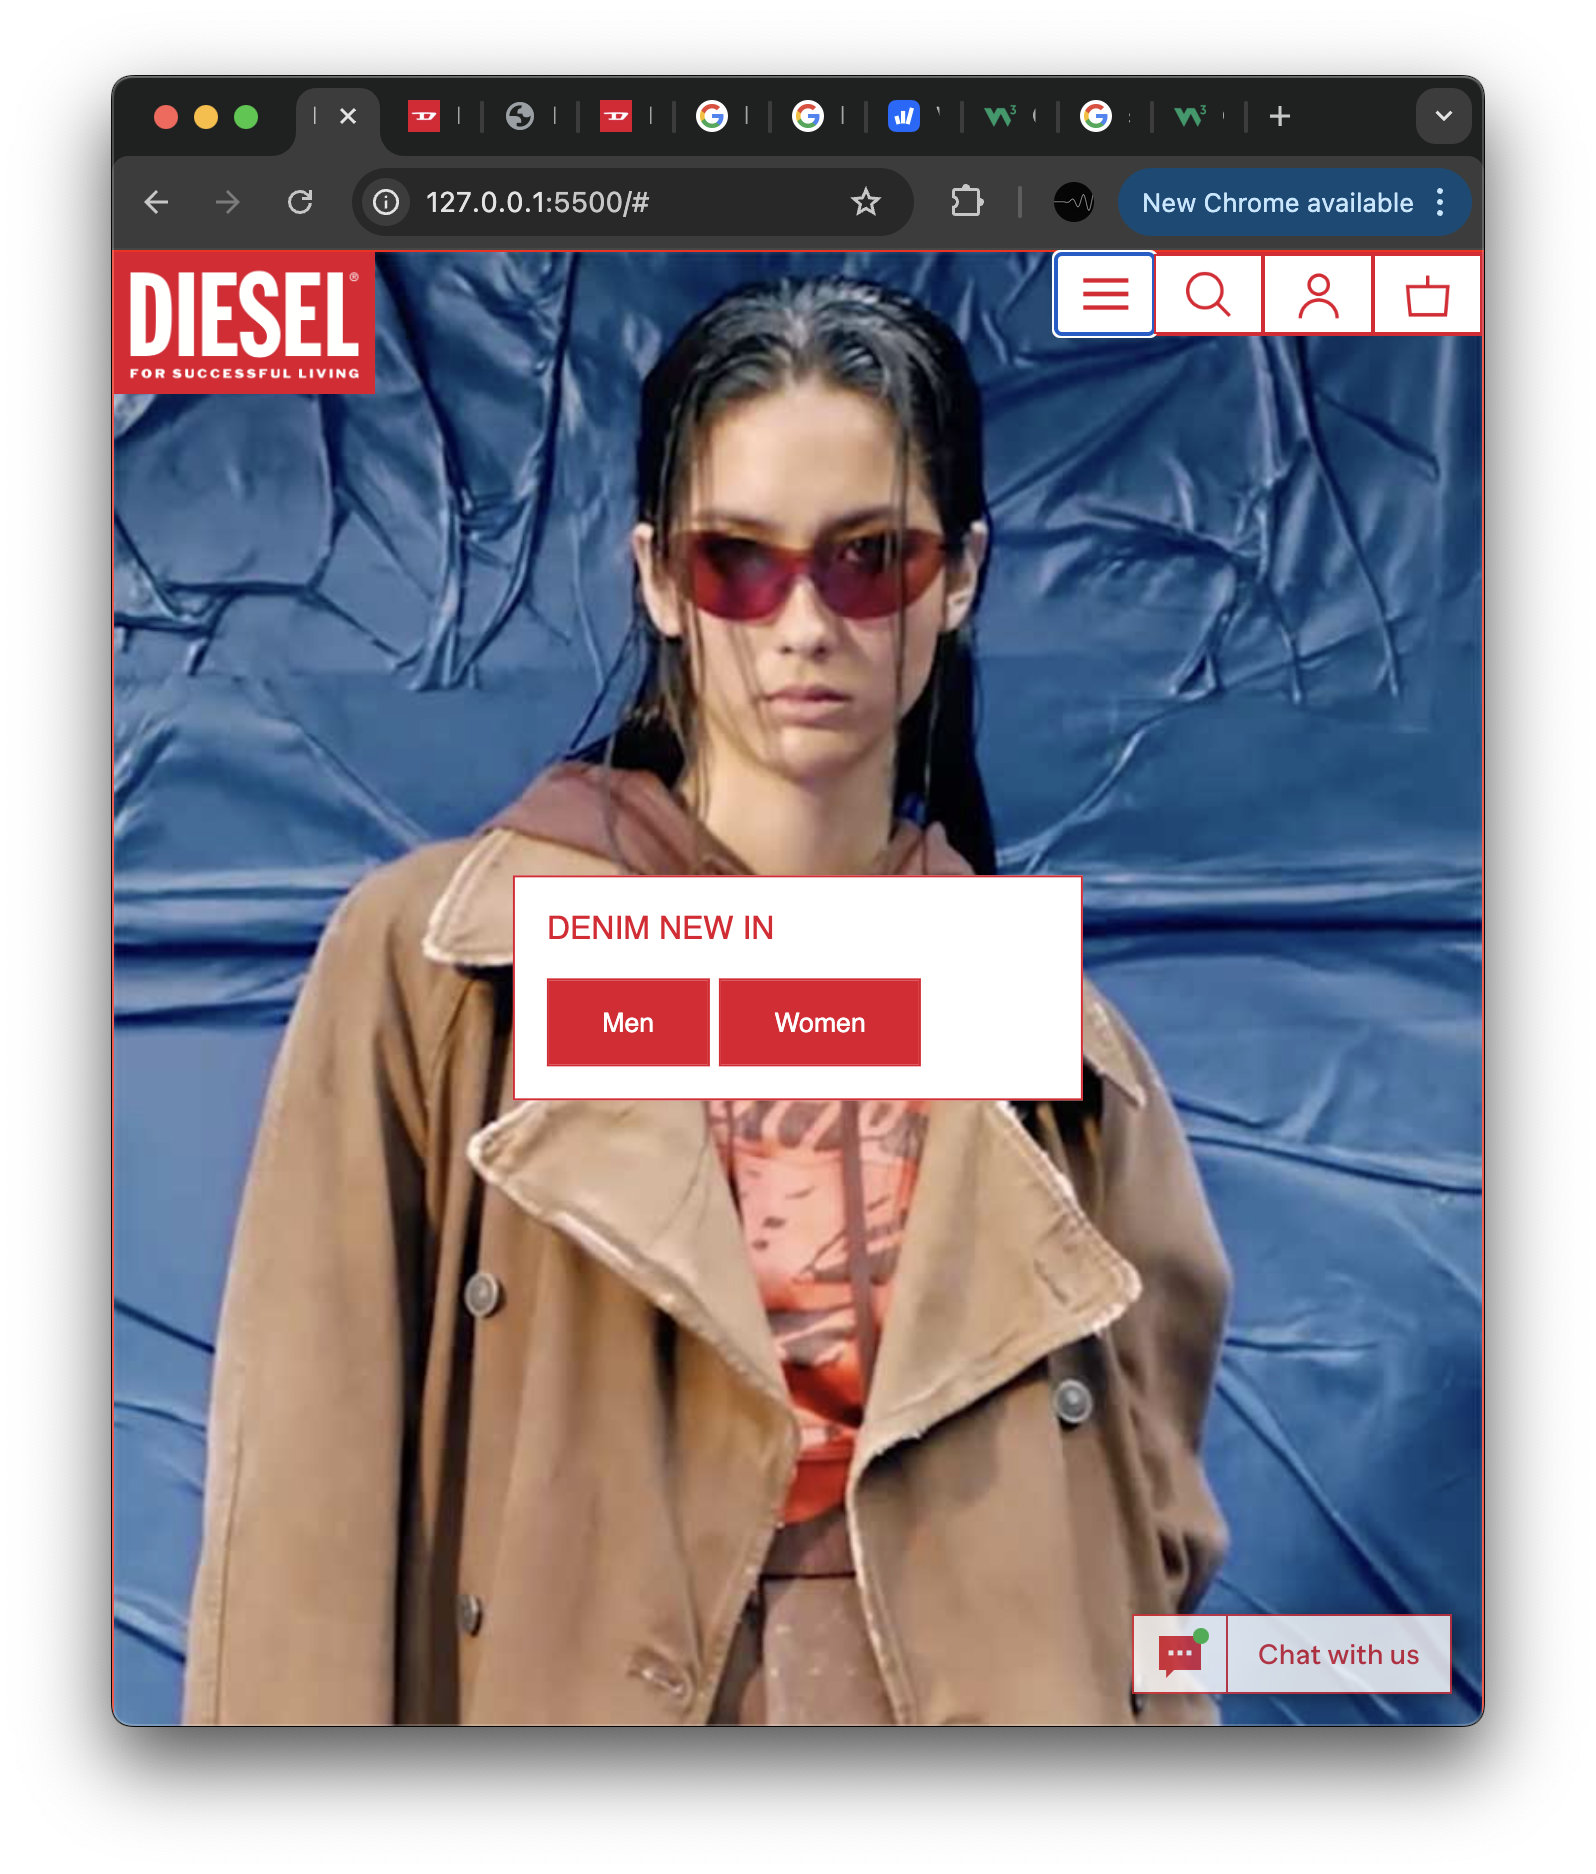 127.0.0.1:5500/#
New Chrome available
DIESEL®
FOR SUCCESSFUL LIVING
DENIM NEW IN
Men
Women
Chat with us